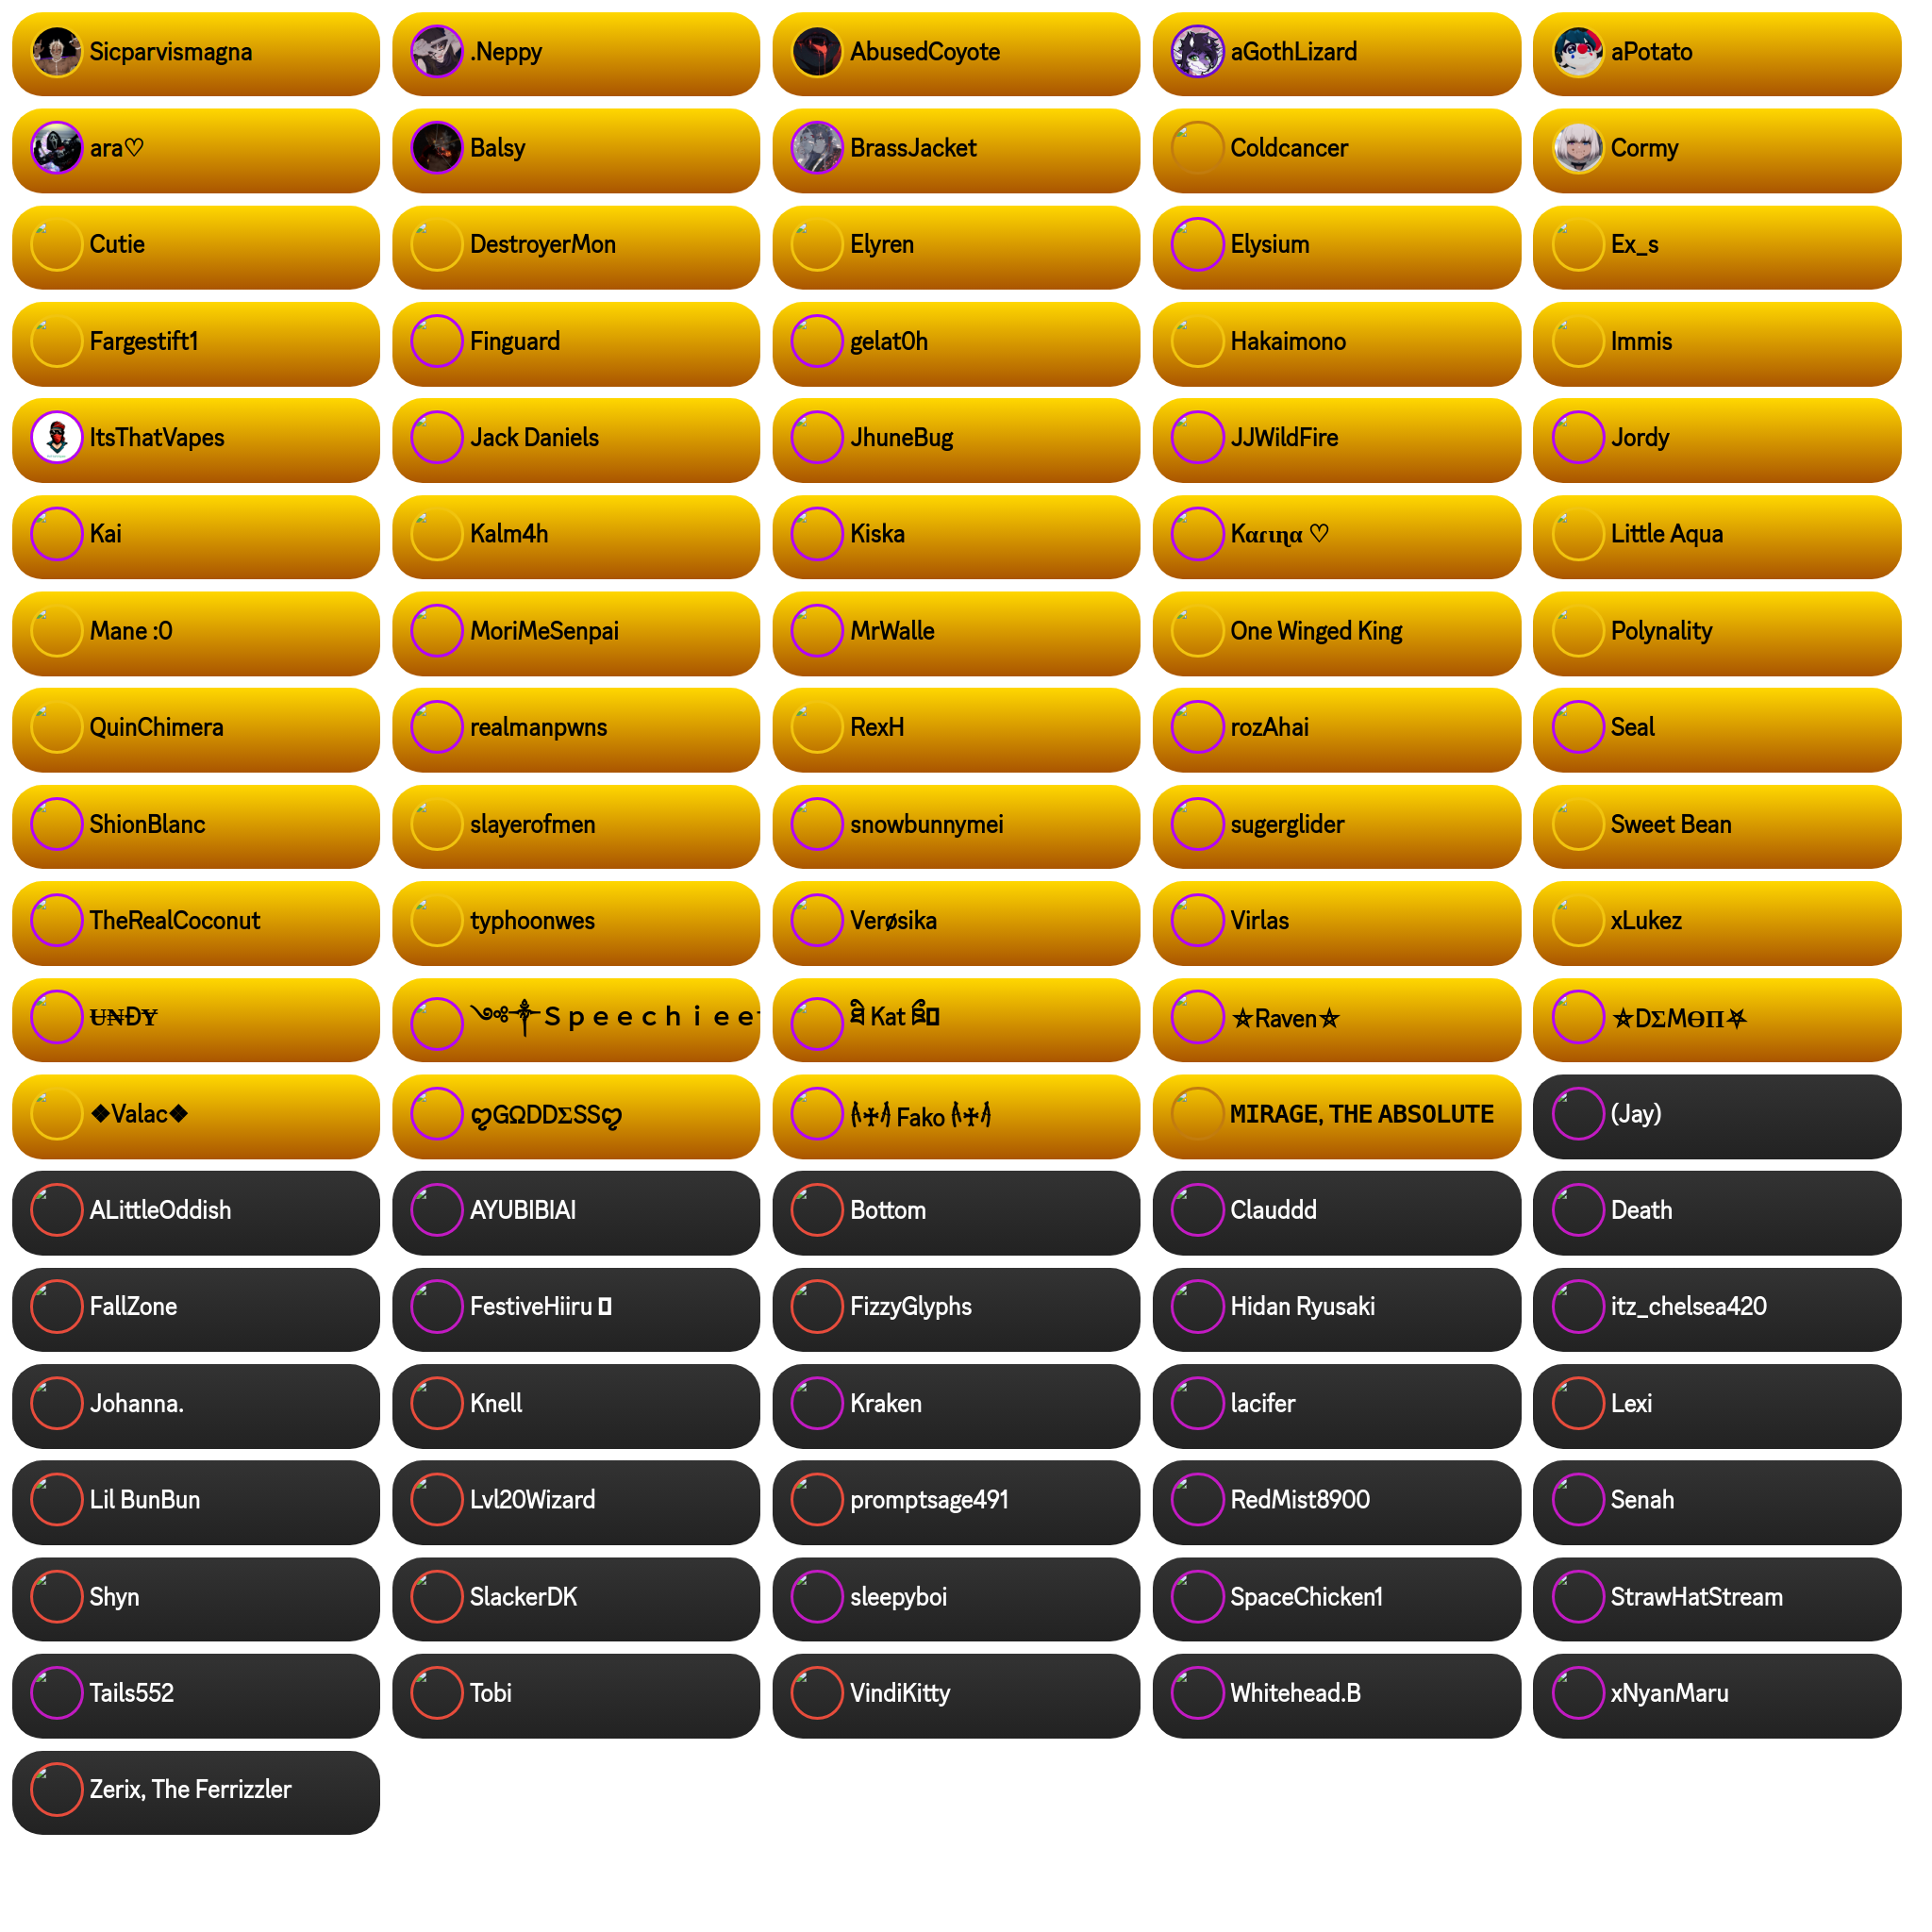 Sicparvismagna
.Neppy
AbusedCoyote
aGothLizard
aPotato
ara♡
Balsy
BrassJacket
Coldcancer
Cormy
Cutie
DestroyerMon
Elyren
Elysium
Ex_s
Fargestift1
Finguard
gelat0h
Hakaimono
Immis
ItsThatVapes
Jack Daniels
JhuneBug
JJWildFire
Jordy
Kai
Kalm4h
Kiska
Kαɾιɳα ♡
Little Aqua
Mane :0
MoriMeSenpai
MrWalle
One Winged King
Polynality
QuinChimera
realmanpwns
RexH
rozAhai
Seal
ShionBlanc
slayerofmen
snowbunnymei
sugerglider
Sweet Bean
TheRealCoconut
typhoonwes
Verøsika
Virlas
xLukez
U̶₦ĐɎ
༄༒Ｓｐｅｅｃｈｉｅｅ
Kat
⛤Raven⛤
⛤DΣMӨΠ⛧
❖Valac❖
ღGΩDDΣSSღ
Fako
MIRAGE, THE ABSOLUTE
(Jay)
ALittleOddish
AYUBIBIAI
Bottom
Clauddd
Death
FallZone
FestiveHiiru
FizzyGlyphs
Hidan Ryusaki
itz_chelsea420
Johanna.
Knell
Kraken
lacifer
Lexi
Lil BunBun
Lvl20Wizard
promptsage491
RedMist8900
Senah
Shyn
SlackerDK
sleepyboi
SpaceChicken1
StrawHatStream
Tails552
Tobi
VindiKitty
Whitehead.B
xNyanMaru
Zerix, The Ferrizzler